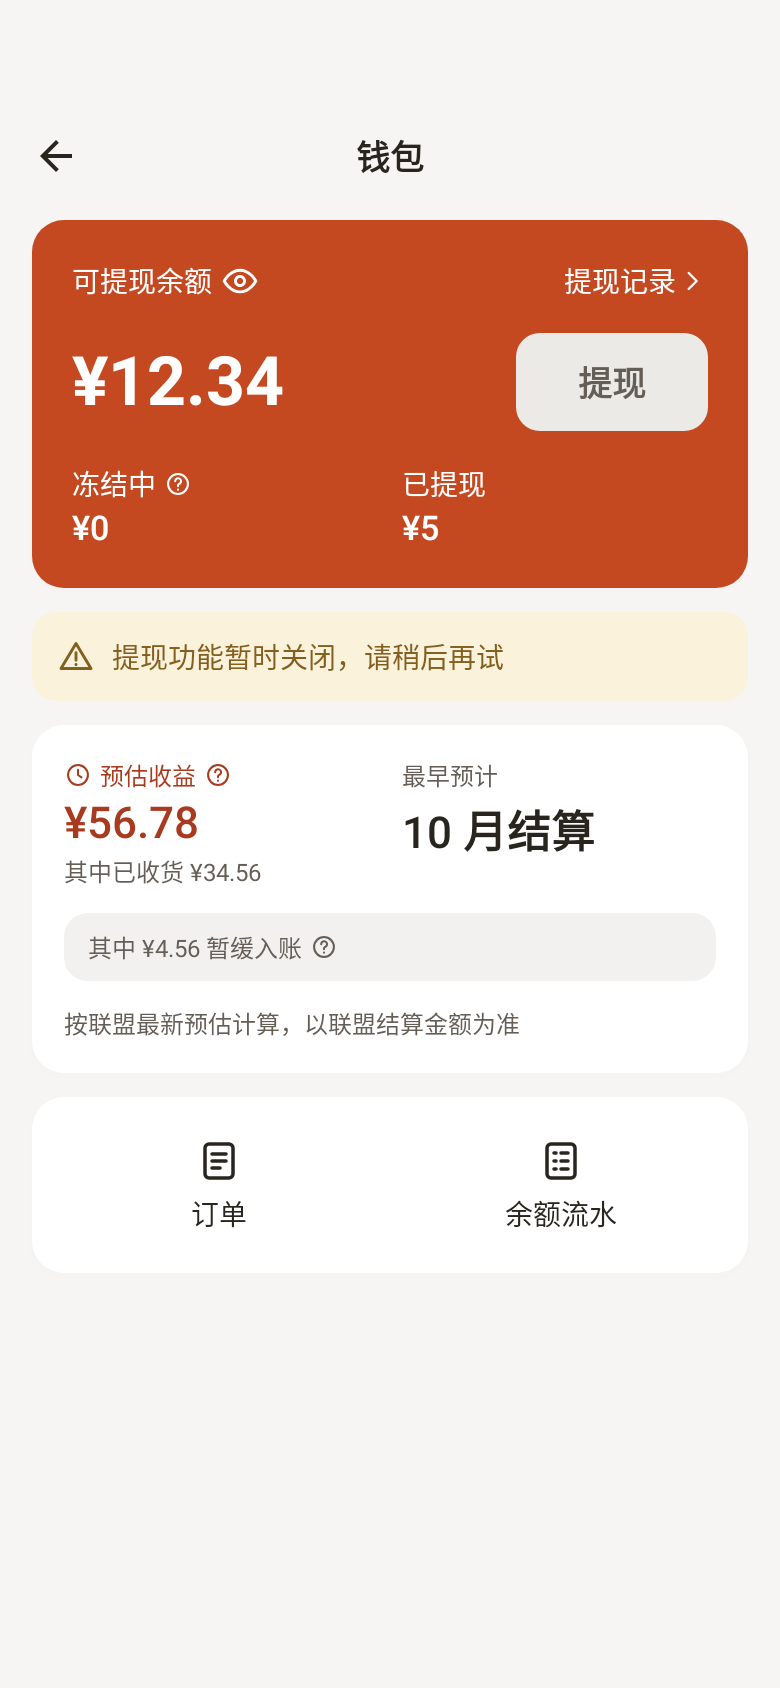 钱包
可提现余额 提现记录
¥12.34 提现
冻结中 已提现
¥0 ¥5
提现功能暂时关闭，请稍后再试
预估收益 最早预计
¥56.78 10 月结算
其中已收货 ¥34.56
其中 ¥4.56 暂缓入账
按联盟最新预估计算，以联盟结算金额为准
订单 余额流水